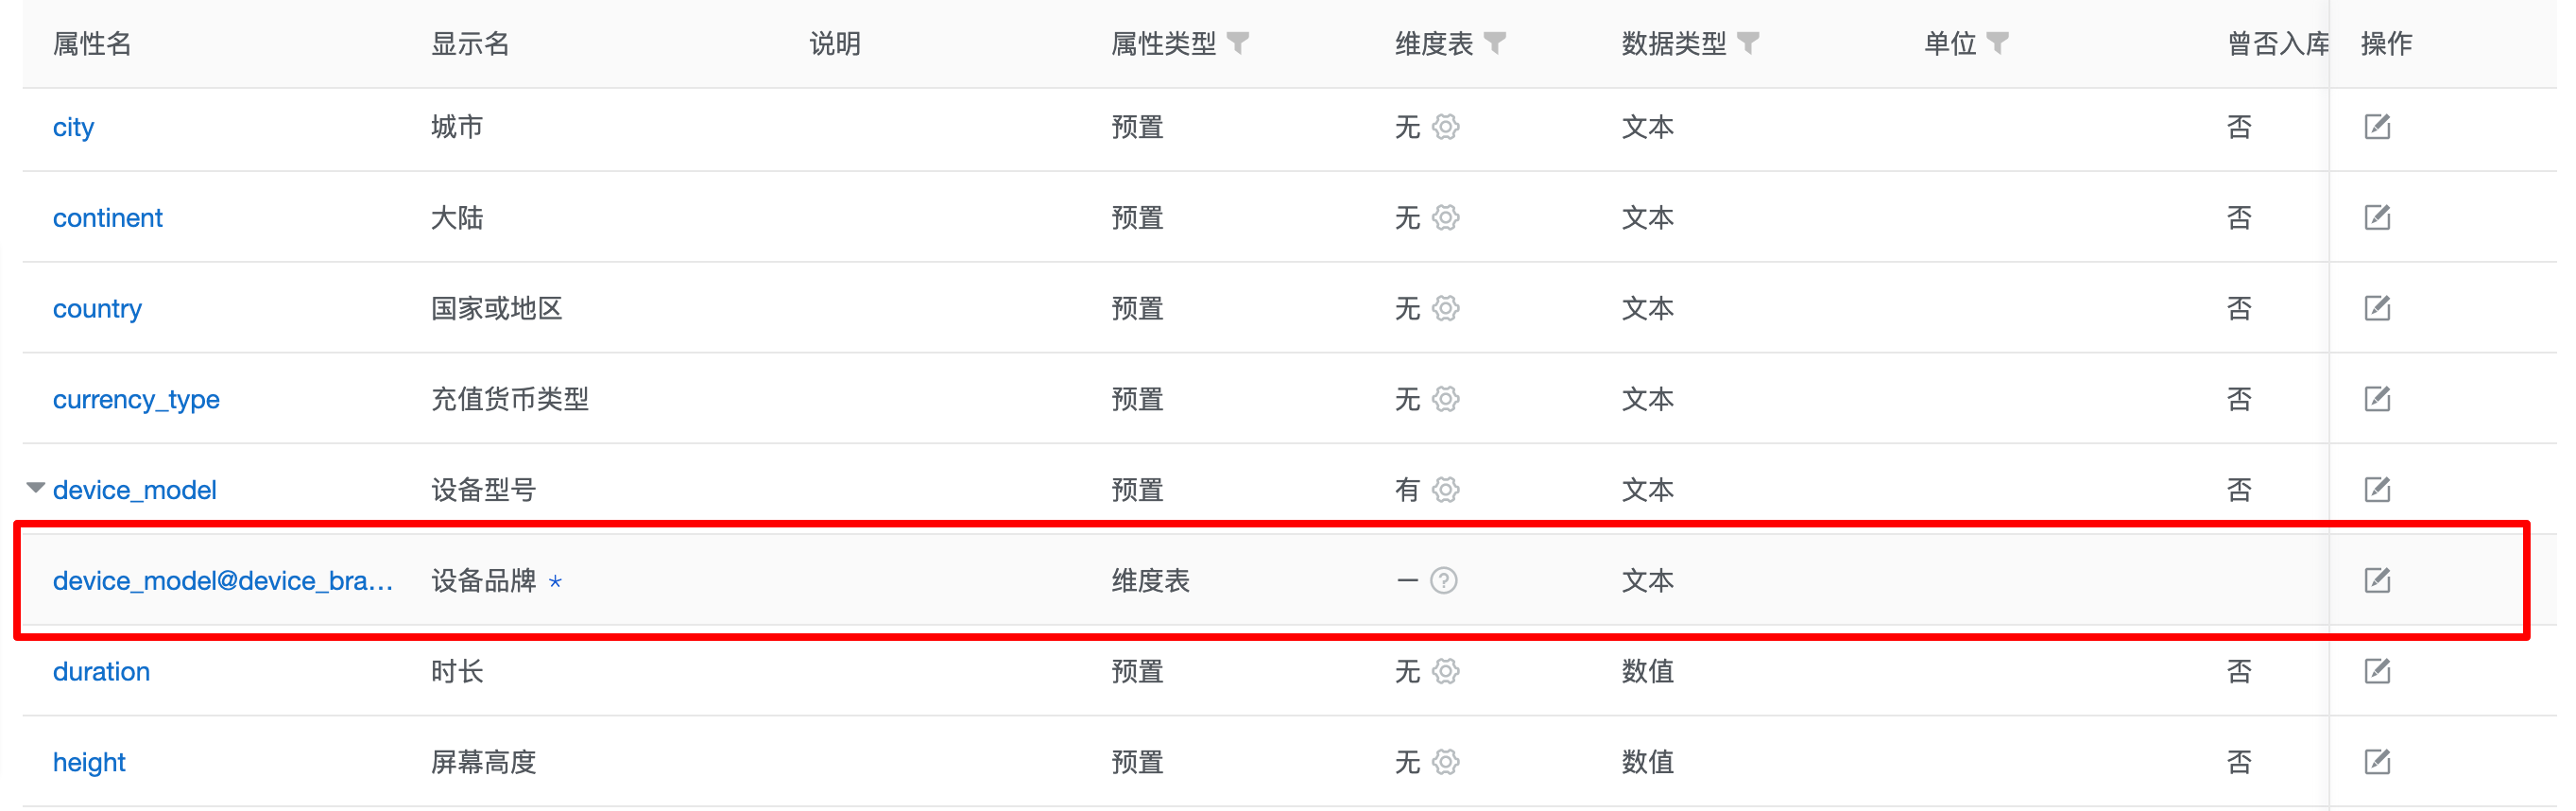 属性名 显示名 说明 属性类型 维度表 数据类型 单位 曾否入库 操作
city 城市 预置 无 文本 否
continent 大陆 预置 无 文本 否
country 国家或地区 预置 无 文本 否
currency_type 充值货币类型 预置 无 文本 否
device_model 设备型号 预置 有 文本 否
device_model@device_bra... 设备品牌 * 维度表 — ? 文本
duration 时长 预置 无 数值 否
height 屏幕高度 预置 无 数值 否